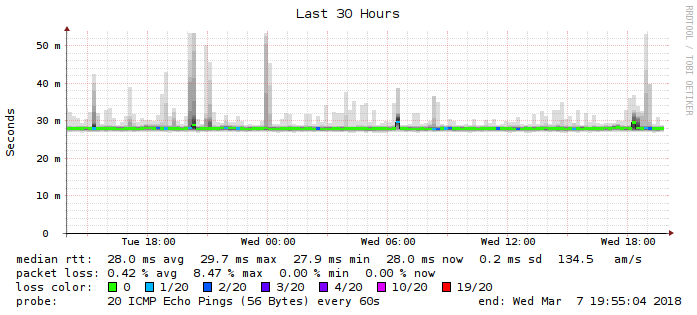 Last 30 Hours
RRDTOOL / TOBI OETIKER
Seconds
50 m
40 m
30 m
20 m
10 m
0
Tue 18:00 Wed 00:00 Wed 06:00 Wed 12:00 Wed 18:00
median rtt: 28.0 ms avg 29.7 ms max 27.9 ms min 28.0 ms now 0.2 ms sd 134.5 am/s
packet loss: 0.42 % avg 8.47 % max 0.00 % min 0.00 % now
loss color: 0 1/20 2/20 3/20 4/20 10/20 19/20
probe: 20 ICMP Echo Pings (56 Bytes) every 60s end: Wed Mar 7 19:55:04 2018